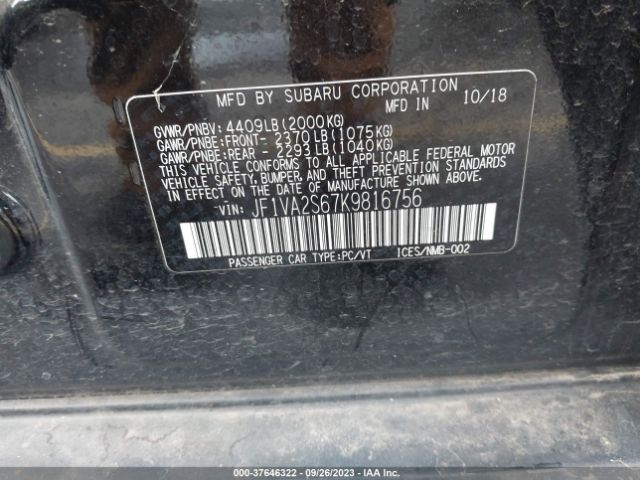 MFD BY SUBARU CORPORATION
MFD IN 10/18
GVWR/PNBV: 4409LB(2000KG)
GAWR/PNBE:FRONT- 2370LB(1075KG)
GAWR/PNBE:REAR - 2293LB(1040KG)
THIS VEHICLE CONFORMS TO ALL APPLICABLE FEDERAL MOTOR
VEHICLE SAFETY, BUMPER, AND THEFT PREVENTION STANDARDS
IN EFFECT ON THE DATE OF MANUFACTURE SHOWN ABOVE.
VIN: JF1VA2S67K9816756
PASSENGER CAR TYPE:PC/VT ICES/NMB-002
000-37646322 | 09/26/2023 - IAA Inc.